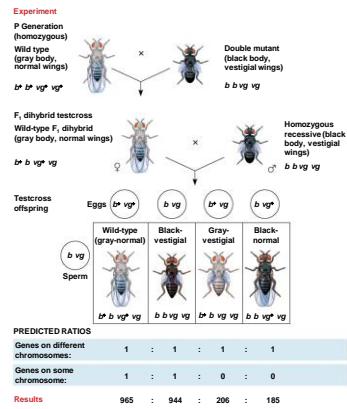 Experiment
P Generation
(homozygous)
Wild type
(gray body,
normal wings)
×
Double mutant
(black body,
vestigial wings)
b+ b+ vg+ vg+
b b vg vg
F1 dihybrid testcross
Wild-type F1 dihybrid
(gray body, normal wings)
×
Homozygous
recessive (black
body, vestigial
wings)
b+ b vg+ vg
♀
♂
b b vg vg
Testcross
offspring
Eggs
b+ vg+
b vg
b+ vg
b vg+
Wild-type
(gray-normal)
Black-
vestigial
Gray-
vestigial
Black-
normal
b vg
Sperm
b+ b vg+ vg
b b vg vg
b+ b vg vg
b b vg+ vg
PREDICTED RATIOS
Genes on different
chromosomes:
1 : 1 : 1 : 1
Genes on some
chromosome:
1 : 1 : 0 : 0
Results
965 : 944 : 206 : 185